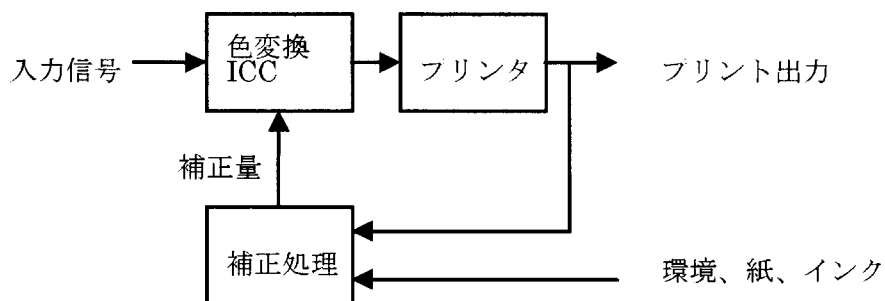 入力信号
色変換
ICC
プリンタ
プリント出力
補正量
補正処理
環境、紙、インク